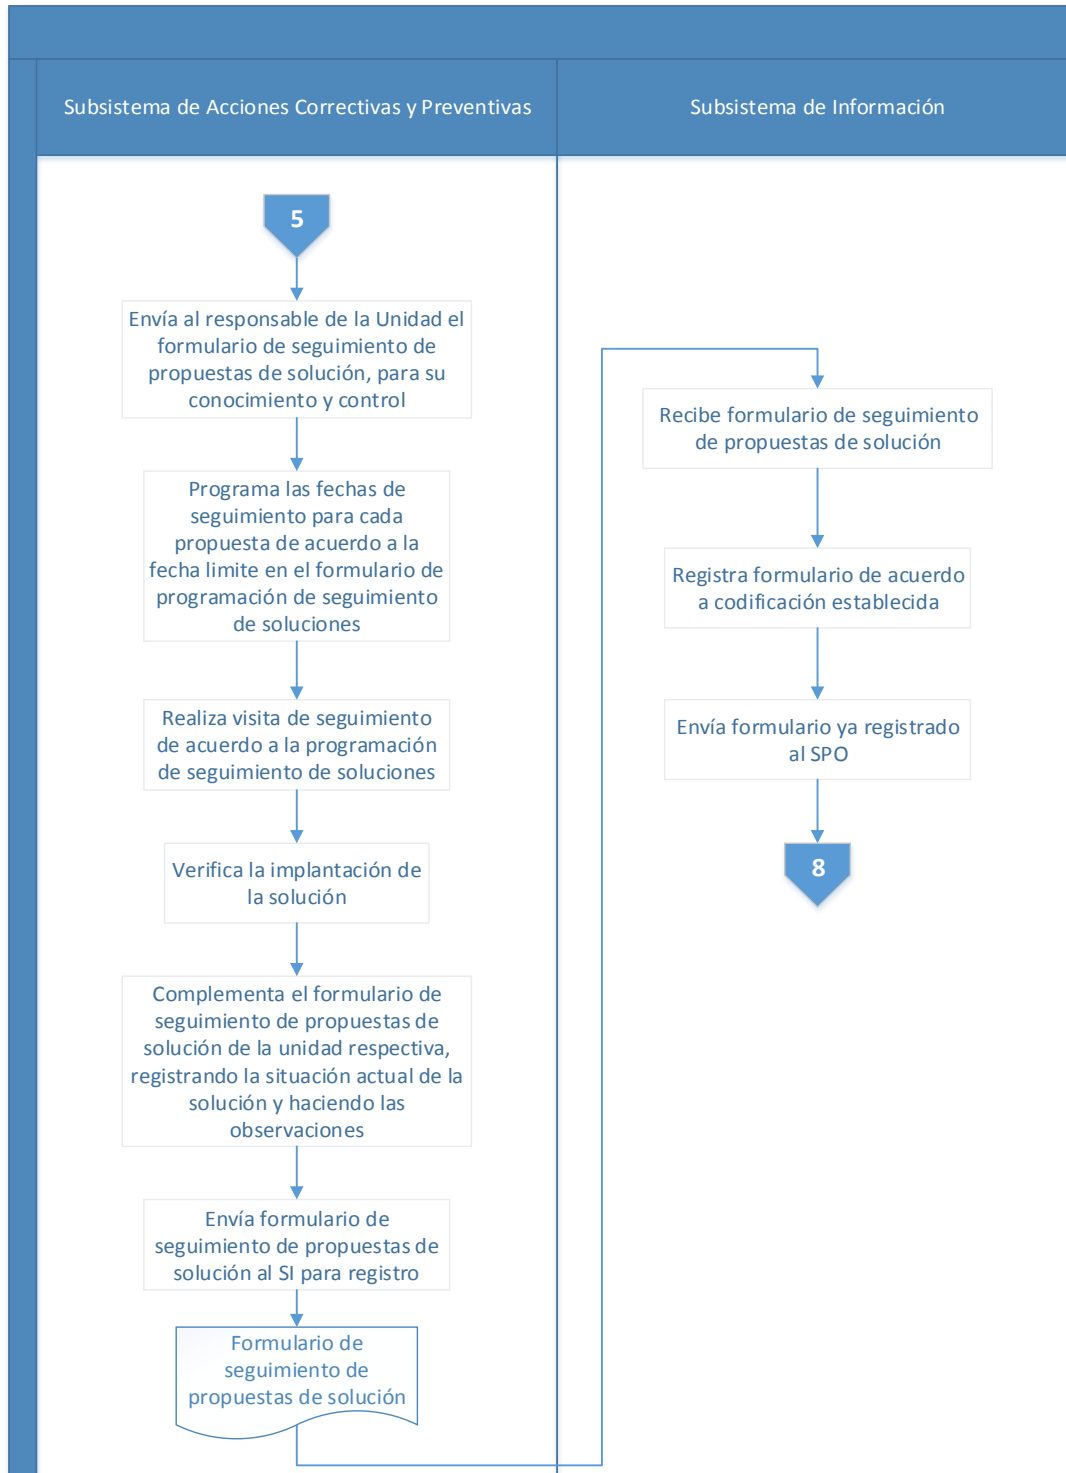 Subsistema de Acciones Correctivas y Preventivas
Subsistema de Información
5
Envía al responsable de la Unidad el
formulario de seguimiento de
propuestas de solución, para su
conocimiento y control
Programa las fechas de
seguimiento para cada
propuesta de acuerdo a la
fecha limite en el formulario de
programación de seguimiento
de soluciones
Realiza visita de seguimiento
de acuerdo a la programación
de seguimiento de soluciones
Verifica la implantación de
la solución
Complementa el formulario de
seguimiento de propuestas de
solución de la unidad respectiva,
registrando la situación actual de la
solución y haciendo las
observaciones
Envía formulario de
seguimiento de propuestas de
solución al SI para registro
Formulario de
seguimiento de
propuestas de solución
Recibe formulario de seguimiento
de propuestas de solución
Registra formulario de acuerdo
a codificación establecida
Envía formulario ya registrado
al SPO
8